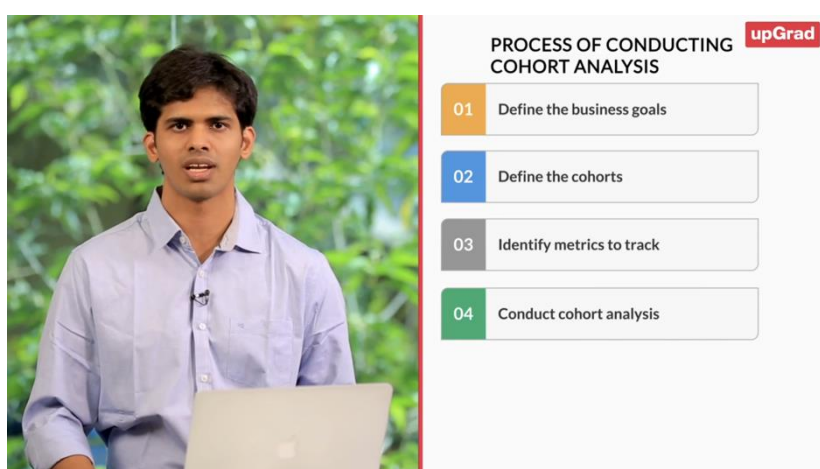 upGrad
PROCESS OF CONDUCTING
COHORT ANALYSIS
01 Define the business goals
02 Define the cohorts
03 Identify metrics to track
04 Conduct cohort analysis